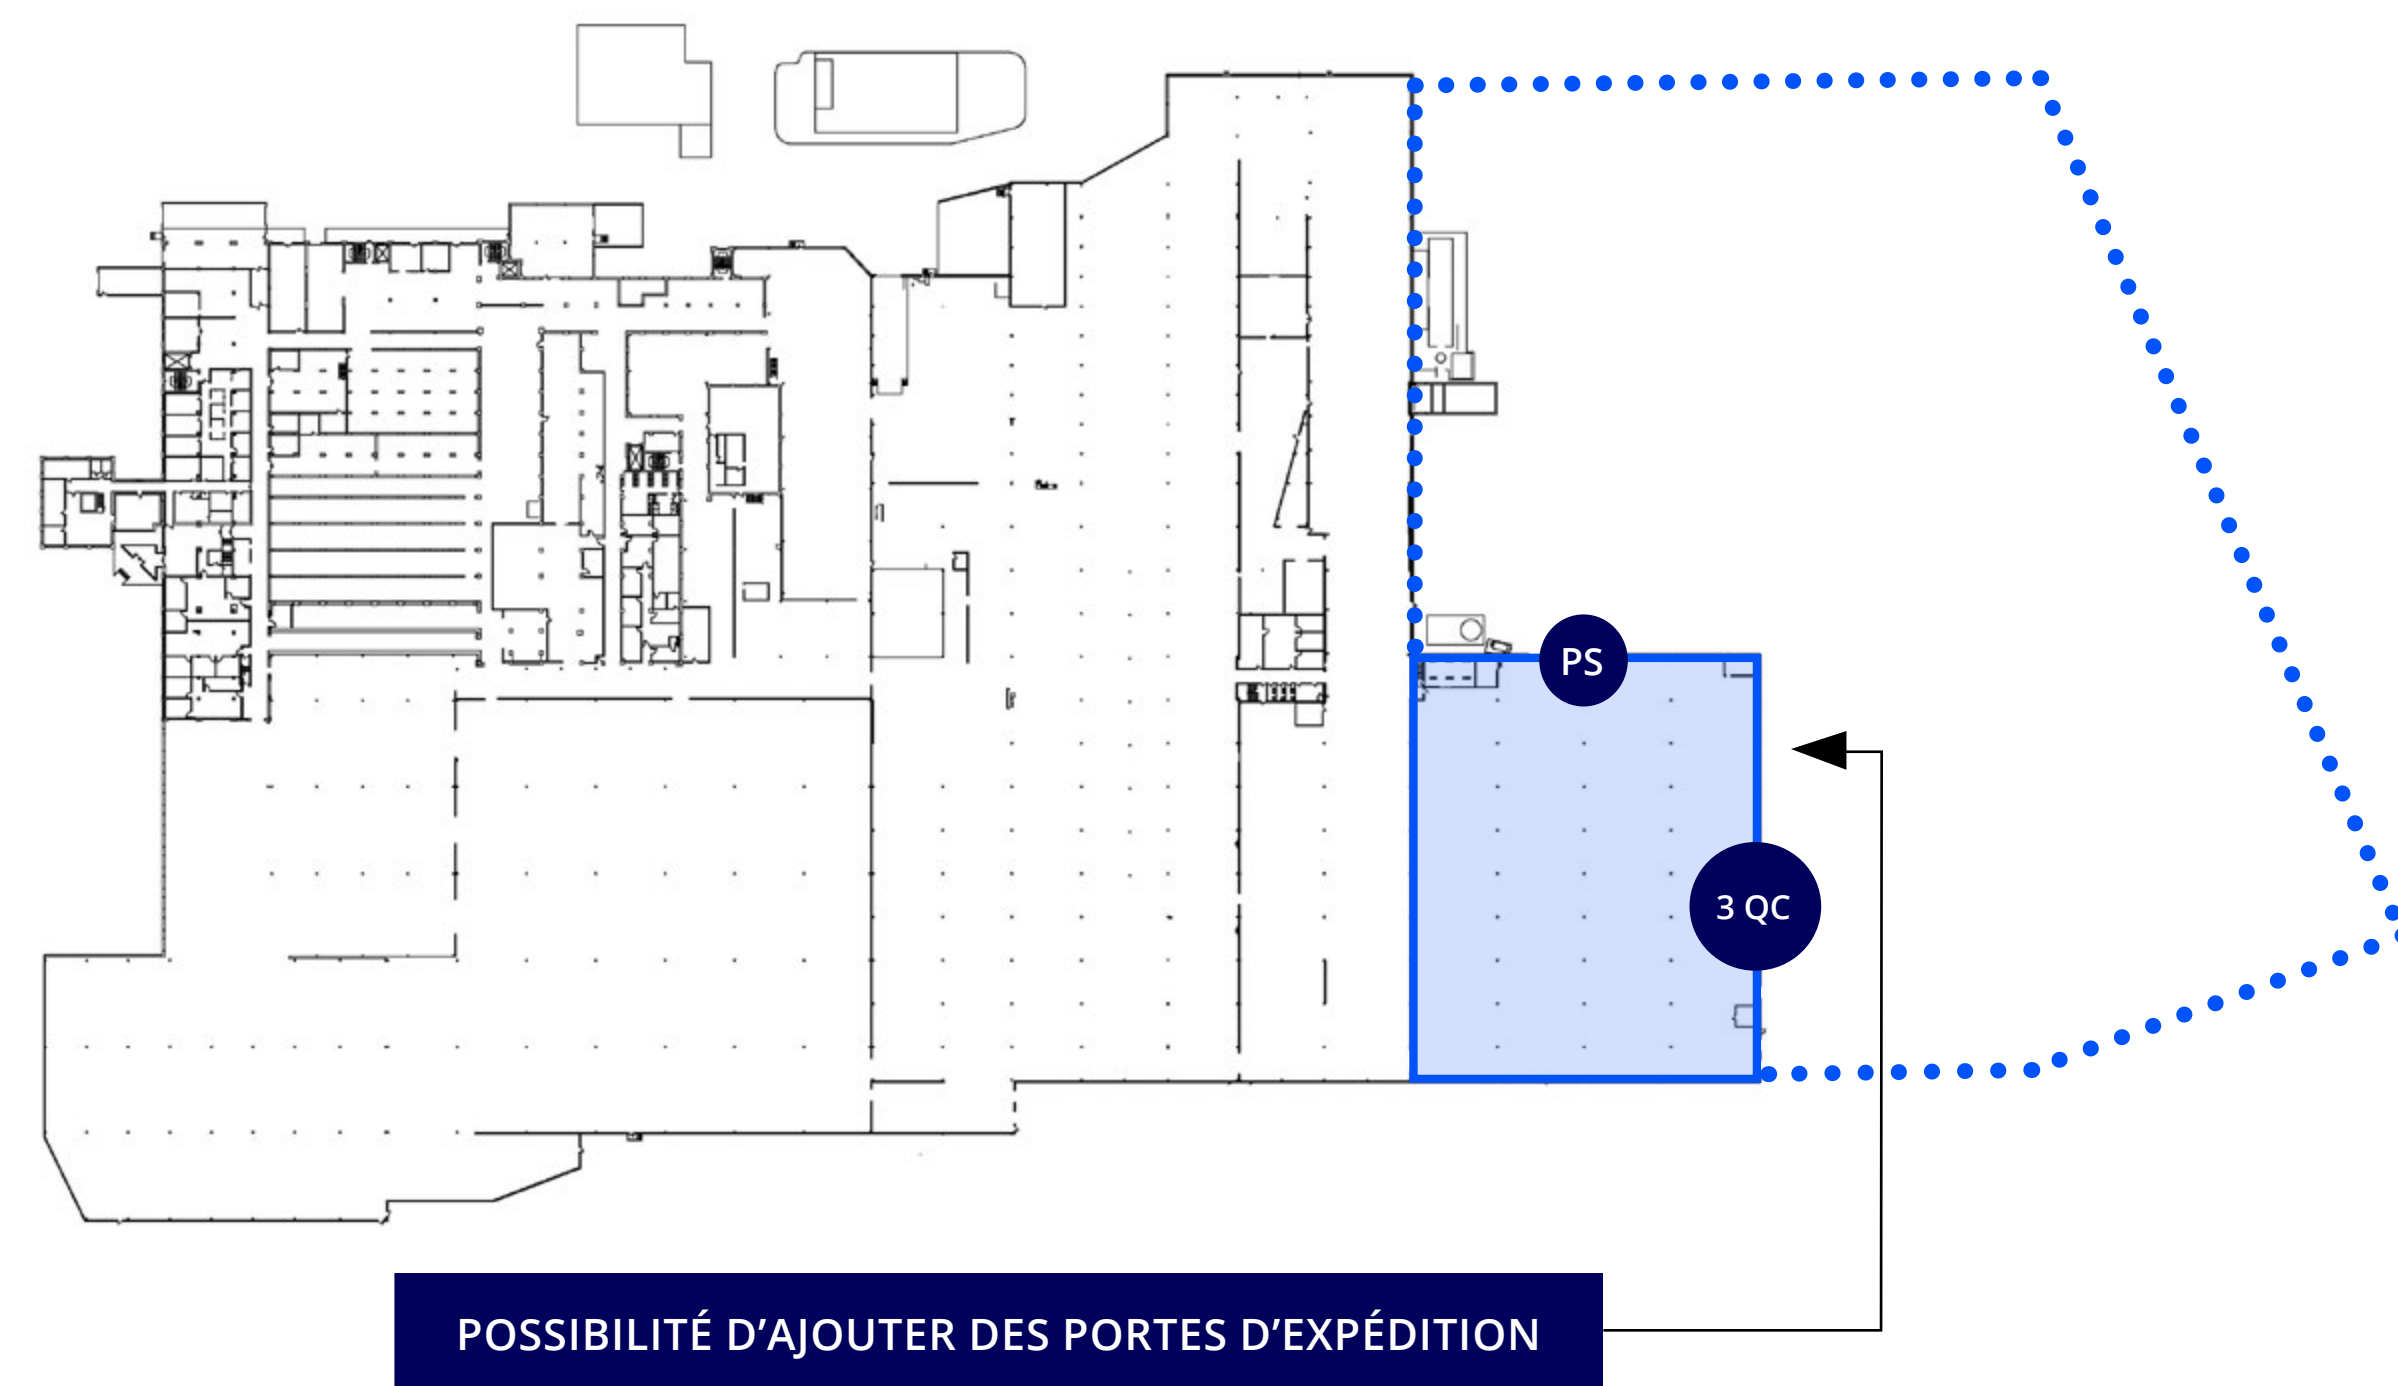 PS
3 QC
POSSIBILITÉ D’AJOUTER DES PORTES D’EXPÉDITION